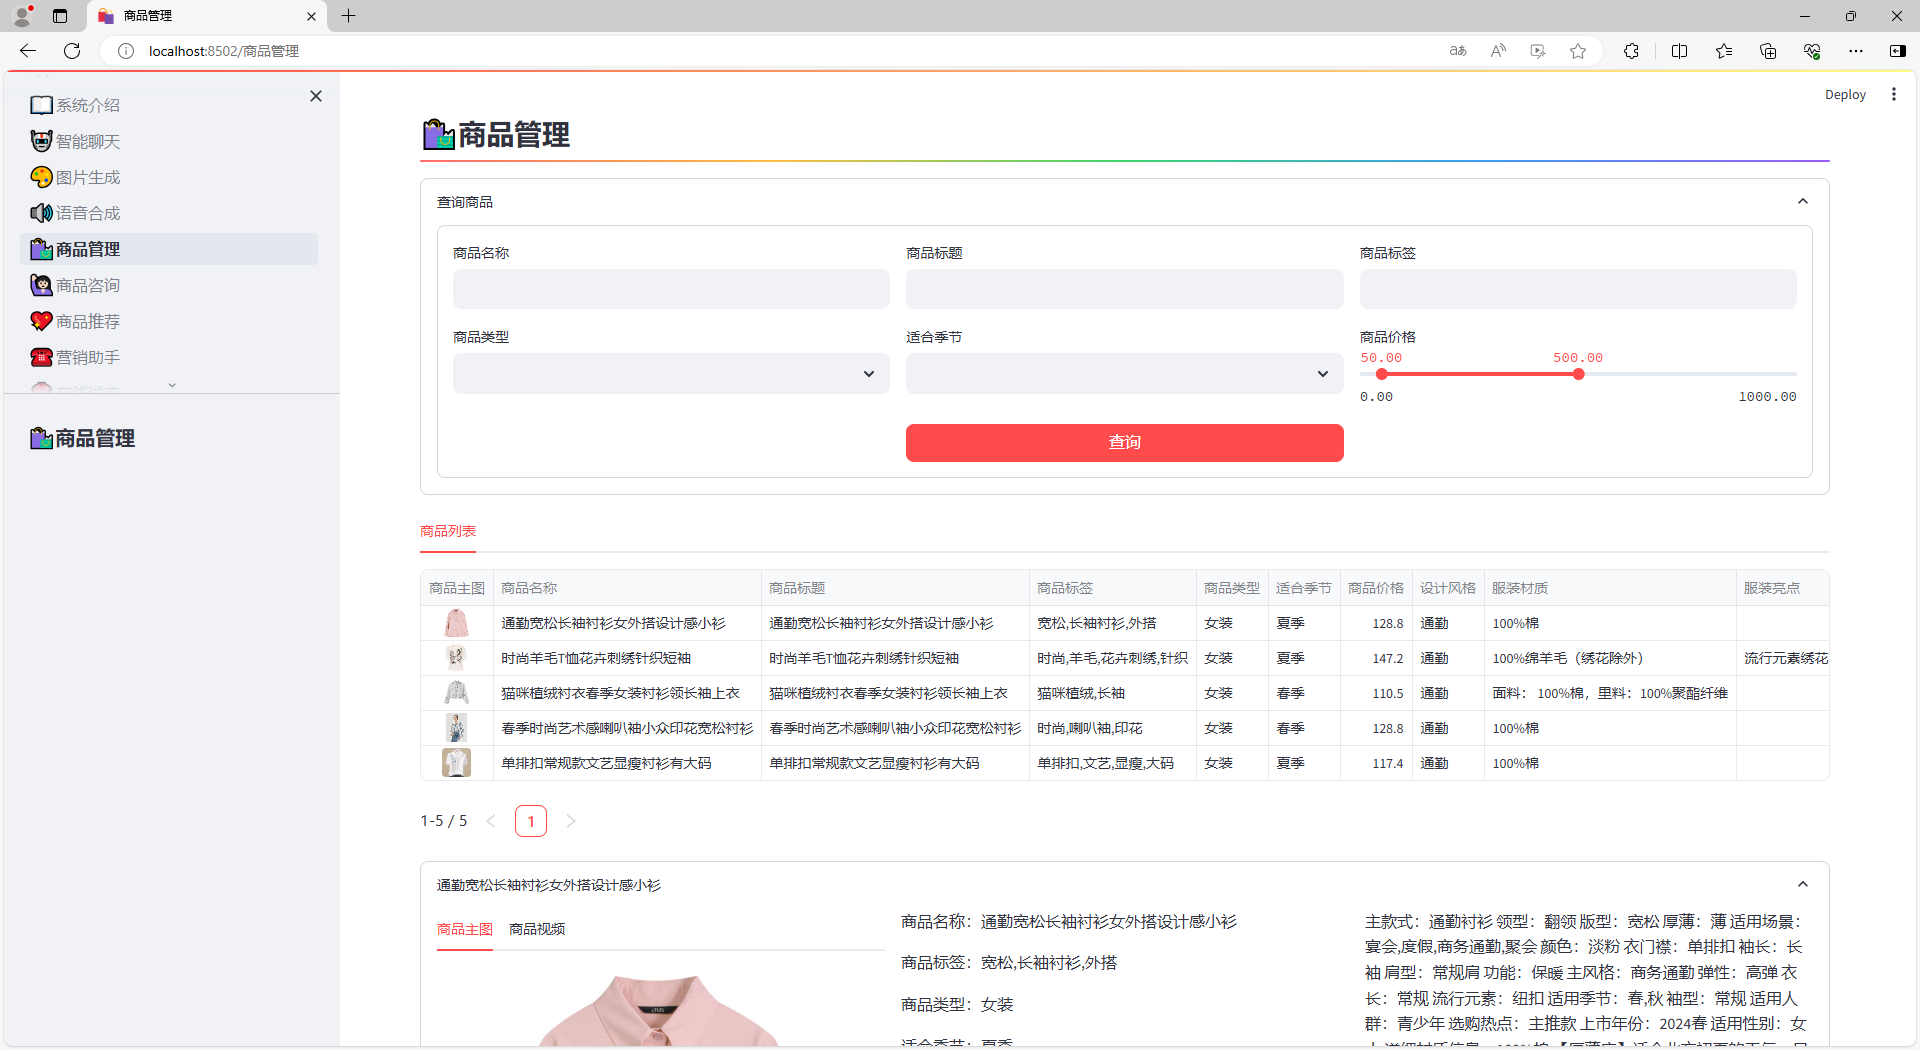 商品管理
localhost:8502/商品管理
Deploy
系统介绍
智能聊天
图片生成
语音合成
商品管理
商品咨询
商品推荐
营销助手
商品管理
商品管理
查询商品
商品名称 商品标题 商品标签
商品类型 适合季节 商品价格
50.00 500.00
0.00 1000.00
查询
商品列表
商品主图 商品名称 商品标题 商品标签 商品类型 适合季节 商品价格 设计风格 服装材质 服装亮点
通勤宽松长袖衬衫女外搭设计感小衫 通勤宽松长袖衬衫女外搭设计感小衫 宽松,长袖衬衫,外搭 女装 夏季 128.8 通勤 100%棉
时尚羊毛T恤花卉刺绣针织短袖 时尚羊毛T恤花卉刺绣针织短袖 时尚,羊毛,花卉刺绣,针织 女装 夏季 147.2 通勤 100%绵羊毛（绣花除外） 流行元素绣花
猫咪植绒衬衣春季女装衬衫领长袖上衣 猫咪植绒衬衣春季女装衬衫领长袖上衣 猫咪植绒,长袖 女装 春季 110.5 通勤 面料： 100%棉，里料：100%聚酯纤维
春季时尚艺术感喇叭袖小众印花宽松衬衫 春季时尚艺术感喇叭袖小众印花宽松衬衫 时尚,喇叭袖,印花 女装 春季 128.8 通勤 100%棉
单排扣常规款文艺显瘦衬衫有大码 单排扣常规款文艺显瘦衬衫有大码 单排扣,文艺,显瘦,大码 女装 夏季 117.4 通勤 100%棉
1-5 / 5 1
通勤宽松长袖衬衫女外搭设计感小衫
商品主图 商品视频
商品名称：通勤宽松长袖衬衫女外搭设计感小衫
商品标签：宽松,长袖衬衫,外搭
商品类型：女装
适合季节：夏季
主款式：通勤衬衫 领型：翻领 版型：宽松 厚薄：薄 适用场景：
宴会,度假,商务通勤,聚会 颜色：淡粉 衣门襟：单排扣 袖长：长
袖 肩型：常规肩 功能：保暖 主风格：商务通勤 弹性：高弹 衣
长：常规 流行元素：纽扣 适用季节：春,秋 袖型：常规 适用人
群：青少年 选购热点：主推款 上市年份：2024春 适用性别：女